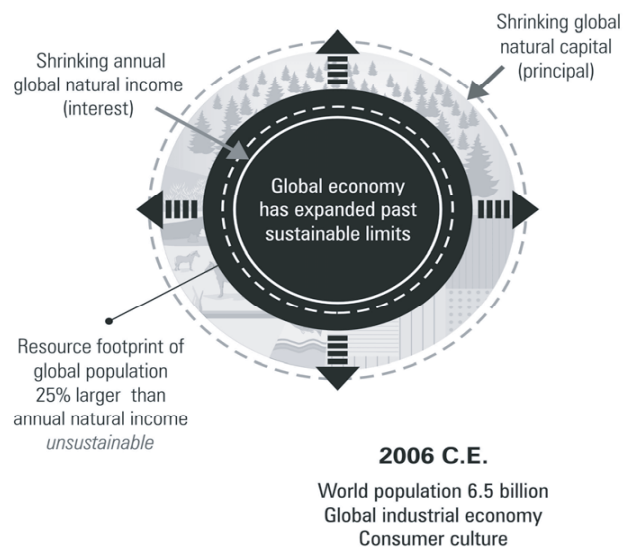 Shrinking global
natural capital
(principal)
Shrinking annual
global natural income
(interest)
Global economy
has expanded past
sustainable limits
Resource footprint of
global population
25% larger than
annual natural income
unsustainable
2006 C.E.
World population 6.5 billion
Global industrial economy
Consumer culture